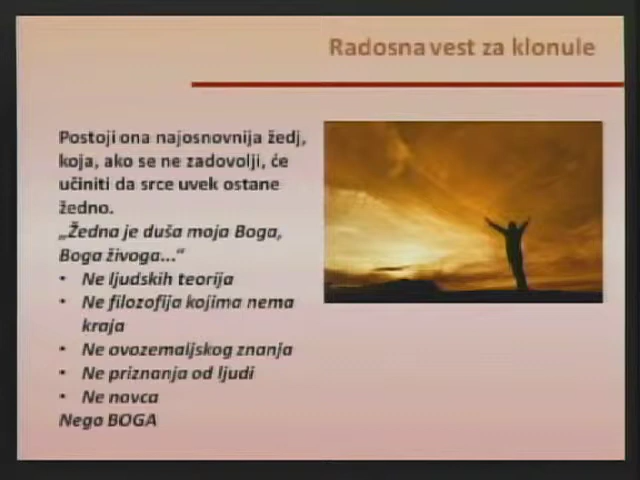 Radosna vest za klonule
Postoji ona najosnovnija žedj,
koja, ako se ne zadovolji, će
učiniti da srce uvek ostane
žedno.
„Žedna je duša moja Boga,
Boga živoga...“
• Ne ljudskih teorija
• Ne filozofija kojima nema
kraja
• Ne ovozemaljskog znanja
• Ne priznanja od ljudi
• Ne novca
Nego BOGA